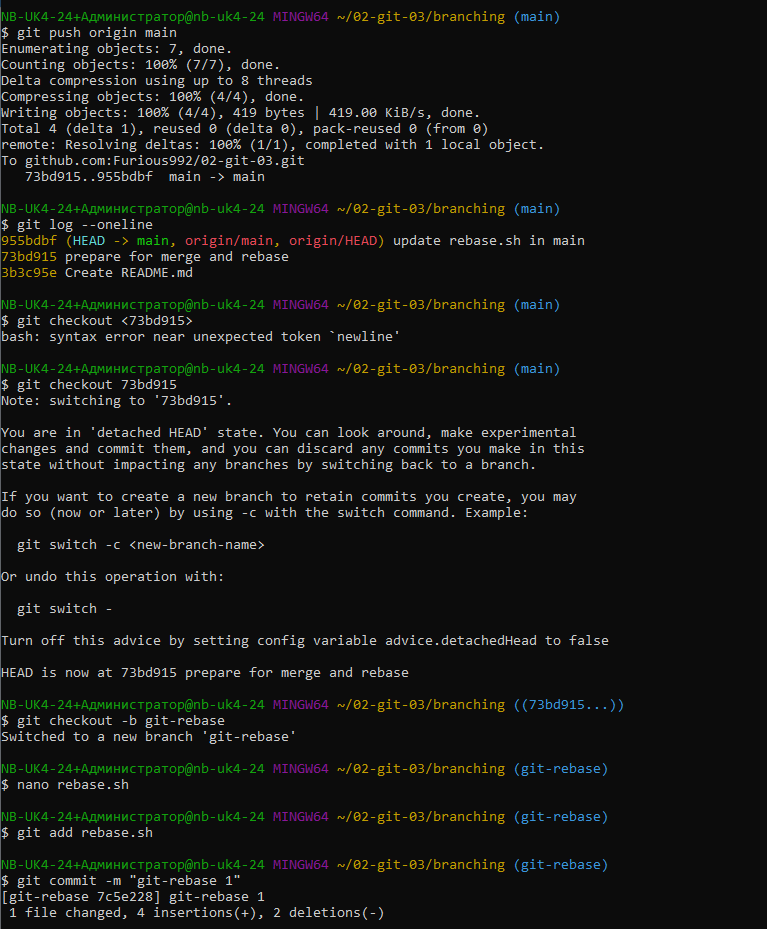 NB-UK4-24+Администратор@nb-uk4-24 MINGW64 ~/02-git-03/branching (main)
$ git push origin main
Enumerating objects: 7, done.
Counting objects: 100% (7/7), done.
Delta compression using up to 8 threads
Compressing objects: 100% (4/4), done.
Writing objects: 100% (4/4), 419 bytes | 419.00 KiB/s, done.
Total 4 (delta 1), reused 0 (delta 0), pack-reused 0 (from 0)
remote: Resolving deltas: 100% (1/1), completed with 1 local object.
To github.com:Furious992/02-git-03.git
   73bd915..955bdbf  main -> main

NB-UK4-24+Администратор@nb-uk4-24 MINGW64 ~/02-git-03/branching (main)
$ git log --oneline
955bdbf (HEAD -> main, origin/main, origin/HEAD) update rebase.sh in main
73bd915 prepare for merge and rebase
3b3c95e Create README.md

NB-UK4-24+Администратор@nb-uk4-24 MINGW64 ~/02-git-03/branching (main)
$ git checkout <73bd915>
bash: syntax error near unexpected token `newline'

NB-UK4-24+Администратор@nb-uk4-24 MINGW64 ~/02-git-03/branching (main)
$ git checkout 73bd915
Note: switching to '73bd915'.

You are in 'detached HEAD' state. You can look around, make experimental
changes and commit them, and you can discard any commits you make in this
state without impacting any branches by switching back to a branch.

If you want to create a new branch to retain commits you create, you may
do so (now or later) by using -c with the switch command. Example:

  git switch -c <new-branch-name>

Or undo this operation with:

  git switch -

Turn off this advice by setting config variable advice.detachedHead to false

HEAD is now at 73bd915 prepare for merge and rebase

NB-UK4-24+Администратор@nb-uk4-24 MINGW64 ~/02-git-03/branching ((73bd915...))
$ git checkout -b git-rebase
Switched to a new branch 'git-rebase'

NB-UK4-24+Администратор@nb-uk4-24 MINGW64 ~/02-git-03/branching (git-rebase)
$ nano rebase.sh

NB-UK4-24+Администратор@nb-uk4-24 MINGW64 ~/02-git-03/branching (git-rebase)
$ git add rebase.sh

NB-UK4-24+Администратор@nb-uk4-24 MINGW64 ~/02-git-03/branching (git-rebase)
$ git commit -m "git-rebase 1"
[git-rebase 7c5e228] git-rebase 1
 1 file changed, 4 insertions(+), 2 deletions(-)